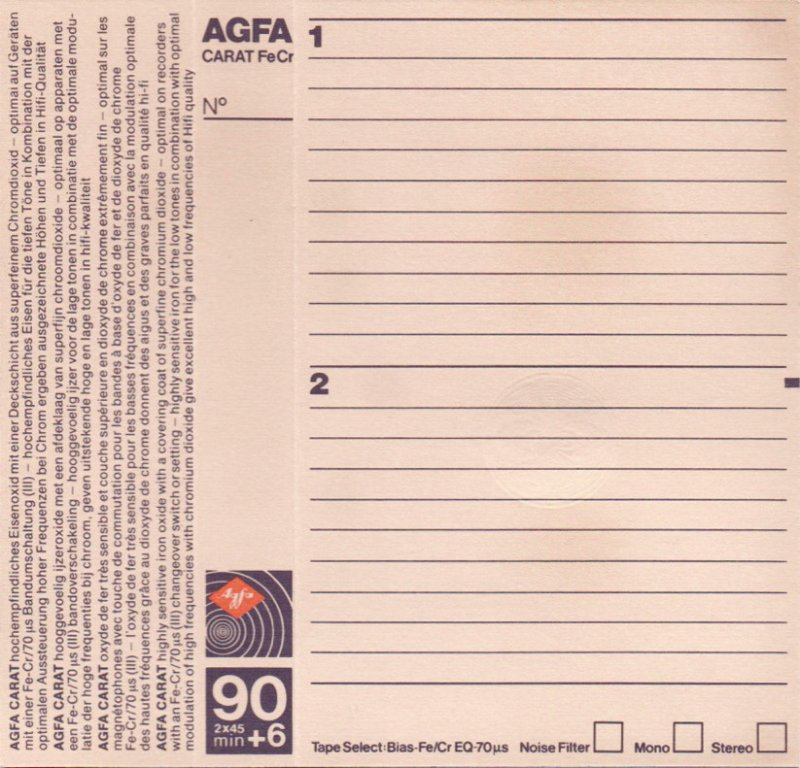 AGFA CARAT hochempfindliches Eisenoxid mit einer Deckschicht aus superfeinem Chromdioxid – optimal auf Geräten
mit einer Fe-Cr/70 µs Bandumschaltung (III) – hochempfindliches Eisen für die tiefen Töne in Kombination mit der
optimalen Aussteuerung hoher Frequenzen bei Chrom ergeben ausgezeichnete Höhen und Tiefen in Hifi-Qualität
AGFA CARAT hooggevoelig ijzeroxide met een afdeklaag van superfijn chroomdioxide – optimaal op apparaten met
een Fe-Cr/70 µs (III) bandoverschakeling – hooggevoelig ijzer voor de lage tonen in combinatie met de optimale modu-
latie der hoge frequenties bij chroom, geven uitstekende hoge en lage tonen in hifi-kwaliteit
AGFA CARAT oxyde de fer très sensible et couche supérieure en dioxyde de chrome extrêmement fin – optimal sur les
magnétophones avec touche de commutation pour les bandes à base d'oxyde de fer et de dioxyde de chrome
Fe-Cr/70 µs (III) – l'oxyde de fer très sensible pour les basses fréquences en combinaison avec la modulation optimale
des hautes fréquences grâce au dioxyde de chrome donnent des aigus et des graves parfaits en qualité hi-fi
AGFA CARAT highly sensitive iron oxide with a covering coat of superfine chromium dioxide – optimal on recorders
with an Fe-Cr/70 µs (III) changeover switch or setting – highly sensitive iron for the low tones in combination with optimal
modulation of high frequencies with chromium dioxide give excellent high and low frequencies of Hifi quality
AGFA
CARAT FeCr
Nº
Agfa
90
2x45
min +6
1
2
Tape Select: Bias-Fe/Cr EQ-70µs Noise Filter Mono Stereo